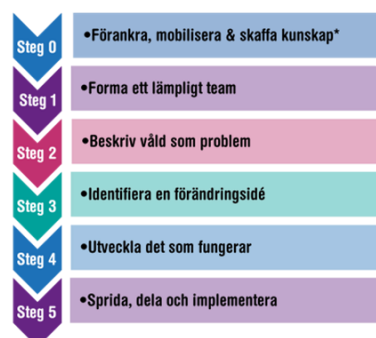 Steg 0
•Förankra, mobilisera & skaffa kunskap*
Steg 1
•Forma ett lämpligt team
Steg 2
•Beskriv våld som problem
Steg 3
•Identifiera en förändringsidé
Steg 4
•Utveckla det som fungerar
Steg 5
•Sprida, dela och implementera